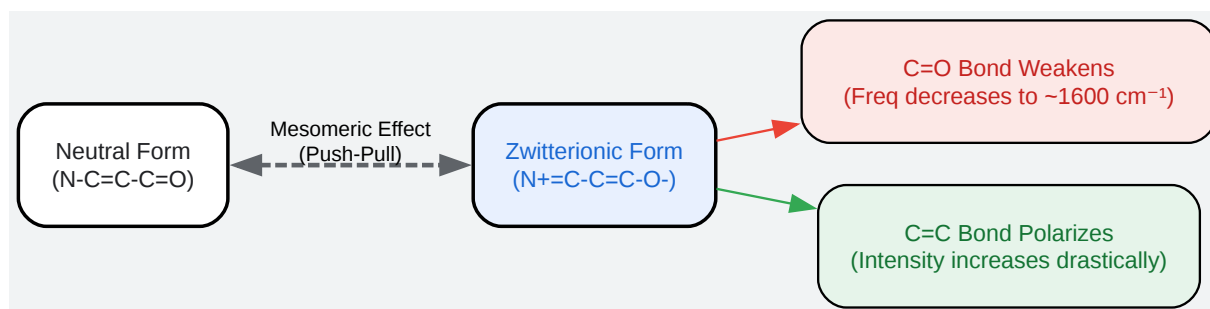 Neutral Form
(N-C=C-C=O)
Mesomeric Effect
(Push-Pull)
Zwitterionic Form
(N+=C-C=C-O-)
C=O Bond Weakens
(Freq decreases to ~1600 cm⁻¹)
C=C Bond Polarizes
(Intensity increases drastically)